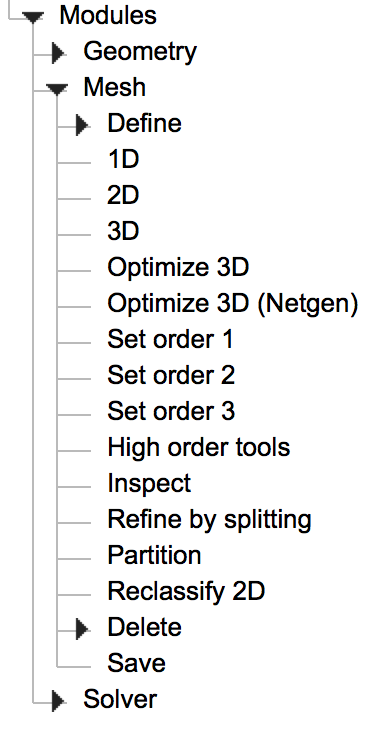 Modules
Geometry
Mesh
Define
1D
2D
3D
Optimize 3D
Optimize 3D (Netgen)
Set order 1
Set order 2
Set order 3
High order tools
Inspect
Refine by splitting
Partition
Reclassify 2D
Delete
Save
Solver